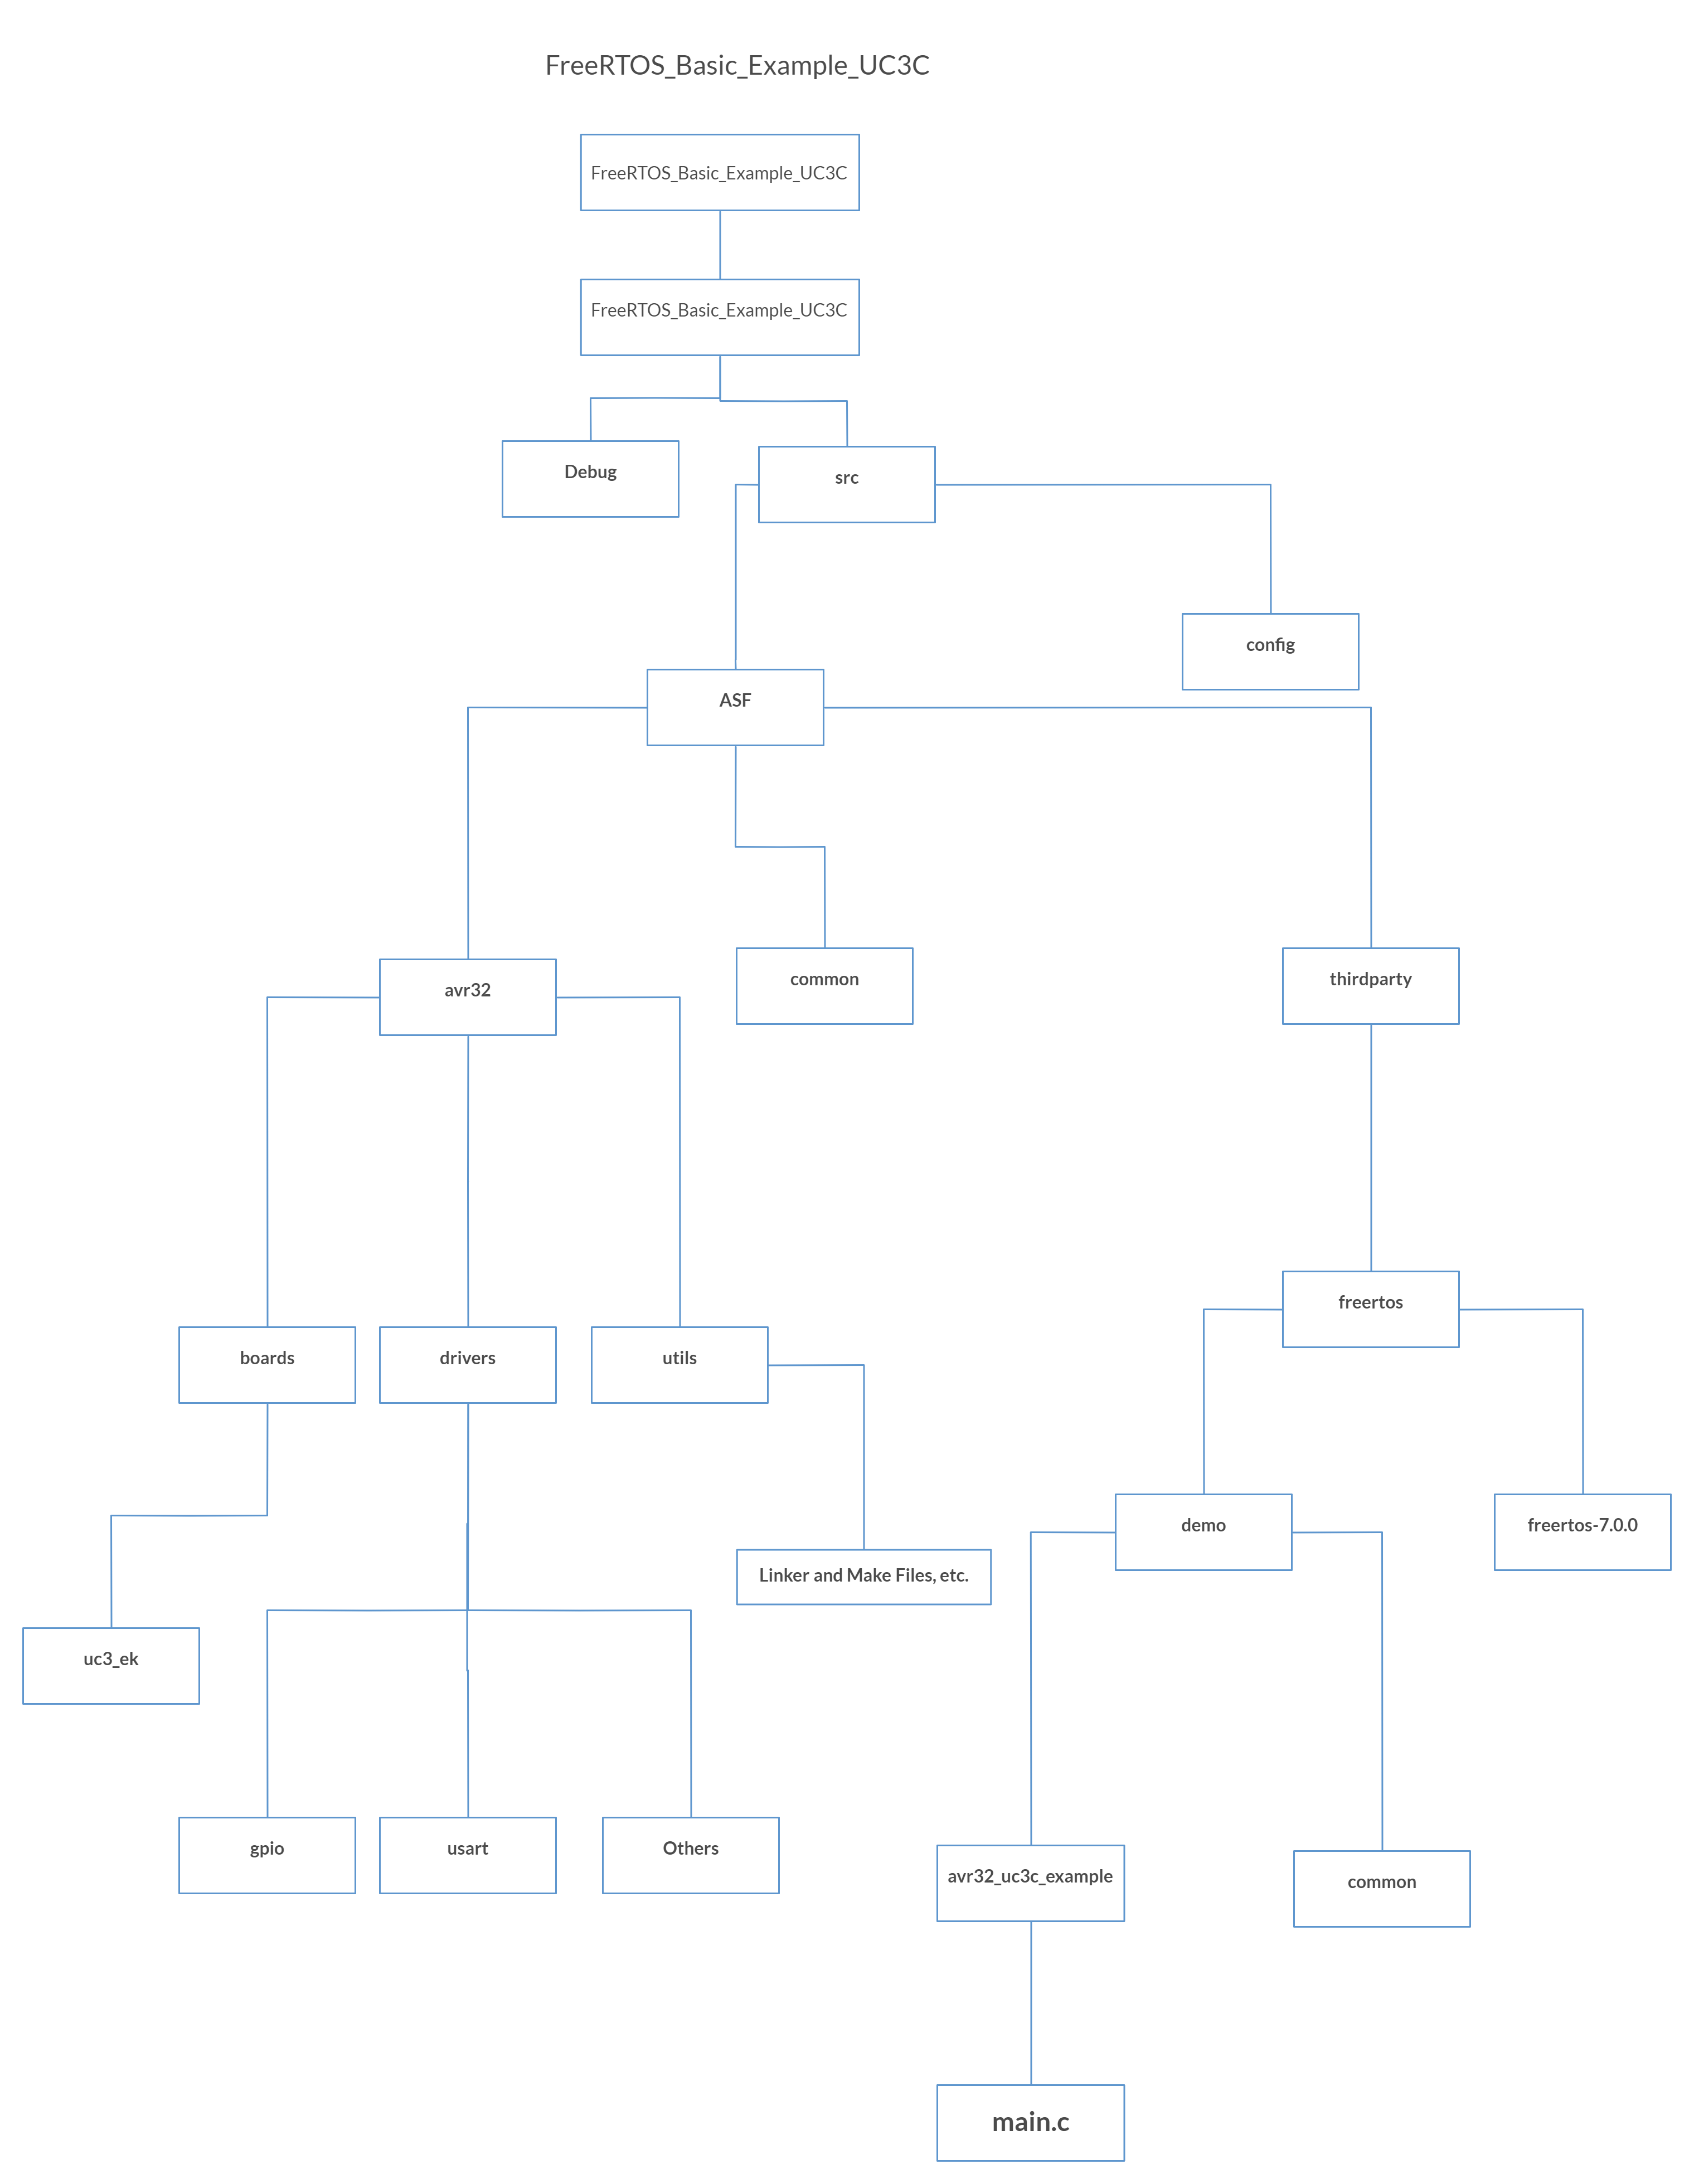 FreeRTOS_Basic_Example_UC3C
FreeRTOS_Basic_Example_UC3C
FreeRTOS_Basic_Example_UC3C
Debug
src
config
ASF
avr32
common
thirdparty
freertos
boards
drivers
utils
demo
freertos-7.0.0
Linker and Make Files, etc.
uc3_ek
gpio
usart
Others
avr32_uc3c_example
common
main.c